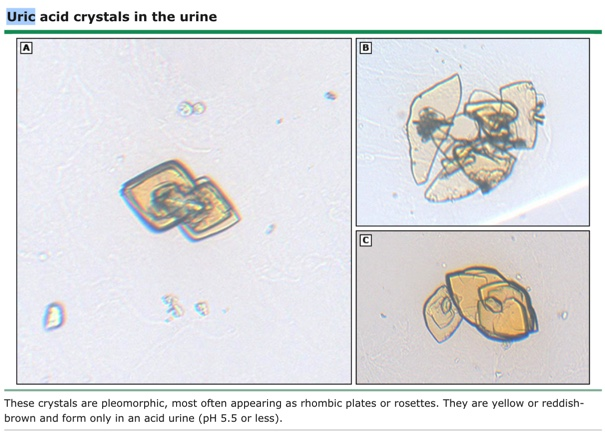 Uric acid crystals in the urine
A
B
C
These crystals are pleomorphic, most often appearing as rhombic plates or rosettes. They are yellow or reddish-
brown and form only in an acid urine (pH 5.5 or less).